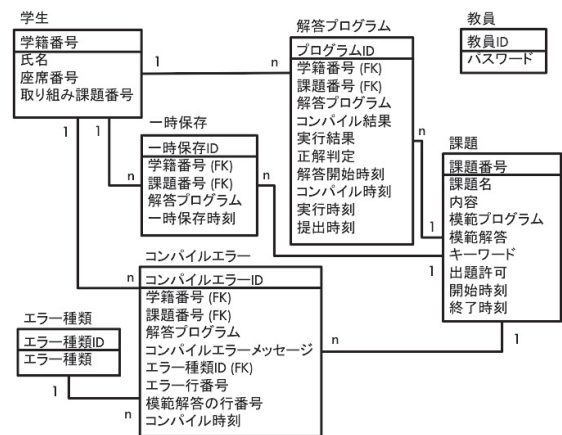 学生
学籍番号
氏名
座席番号
取り組み課題番号
解答プログラム
プログラムID
学籍番号 (FK)
課題番号 (FK)
解答プログラム
コンパイル結果
実行結果
正解判定
解答開始時刻
コンパイル時刻
実行時刻
提出時刻
教員
教員ID
パスワード
一時保存
一時保存ID
学籍番号 (FK)
課題番号 (FK)
解答プログラム
一時保存時刻
課題
課題番号
課題名
内容
模範プログラム
模範解答
キーワード
出題許可
開始時刻
終了時刻
コンパイルエラー
コンパイルエラーID
学籍番号 (FK)
課題番号 (FK)
解答プログラム
コンパイルエラーメッセージ
エラー種類ID (FK)
エラー行番号
模範解答の行番号
コンパイル時刻
エラー種類
エラー種類ID
エラー種類
1
n
1
1
n
n
n
1
1
n
n
1
1
n